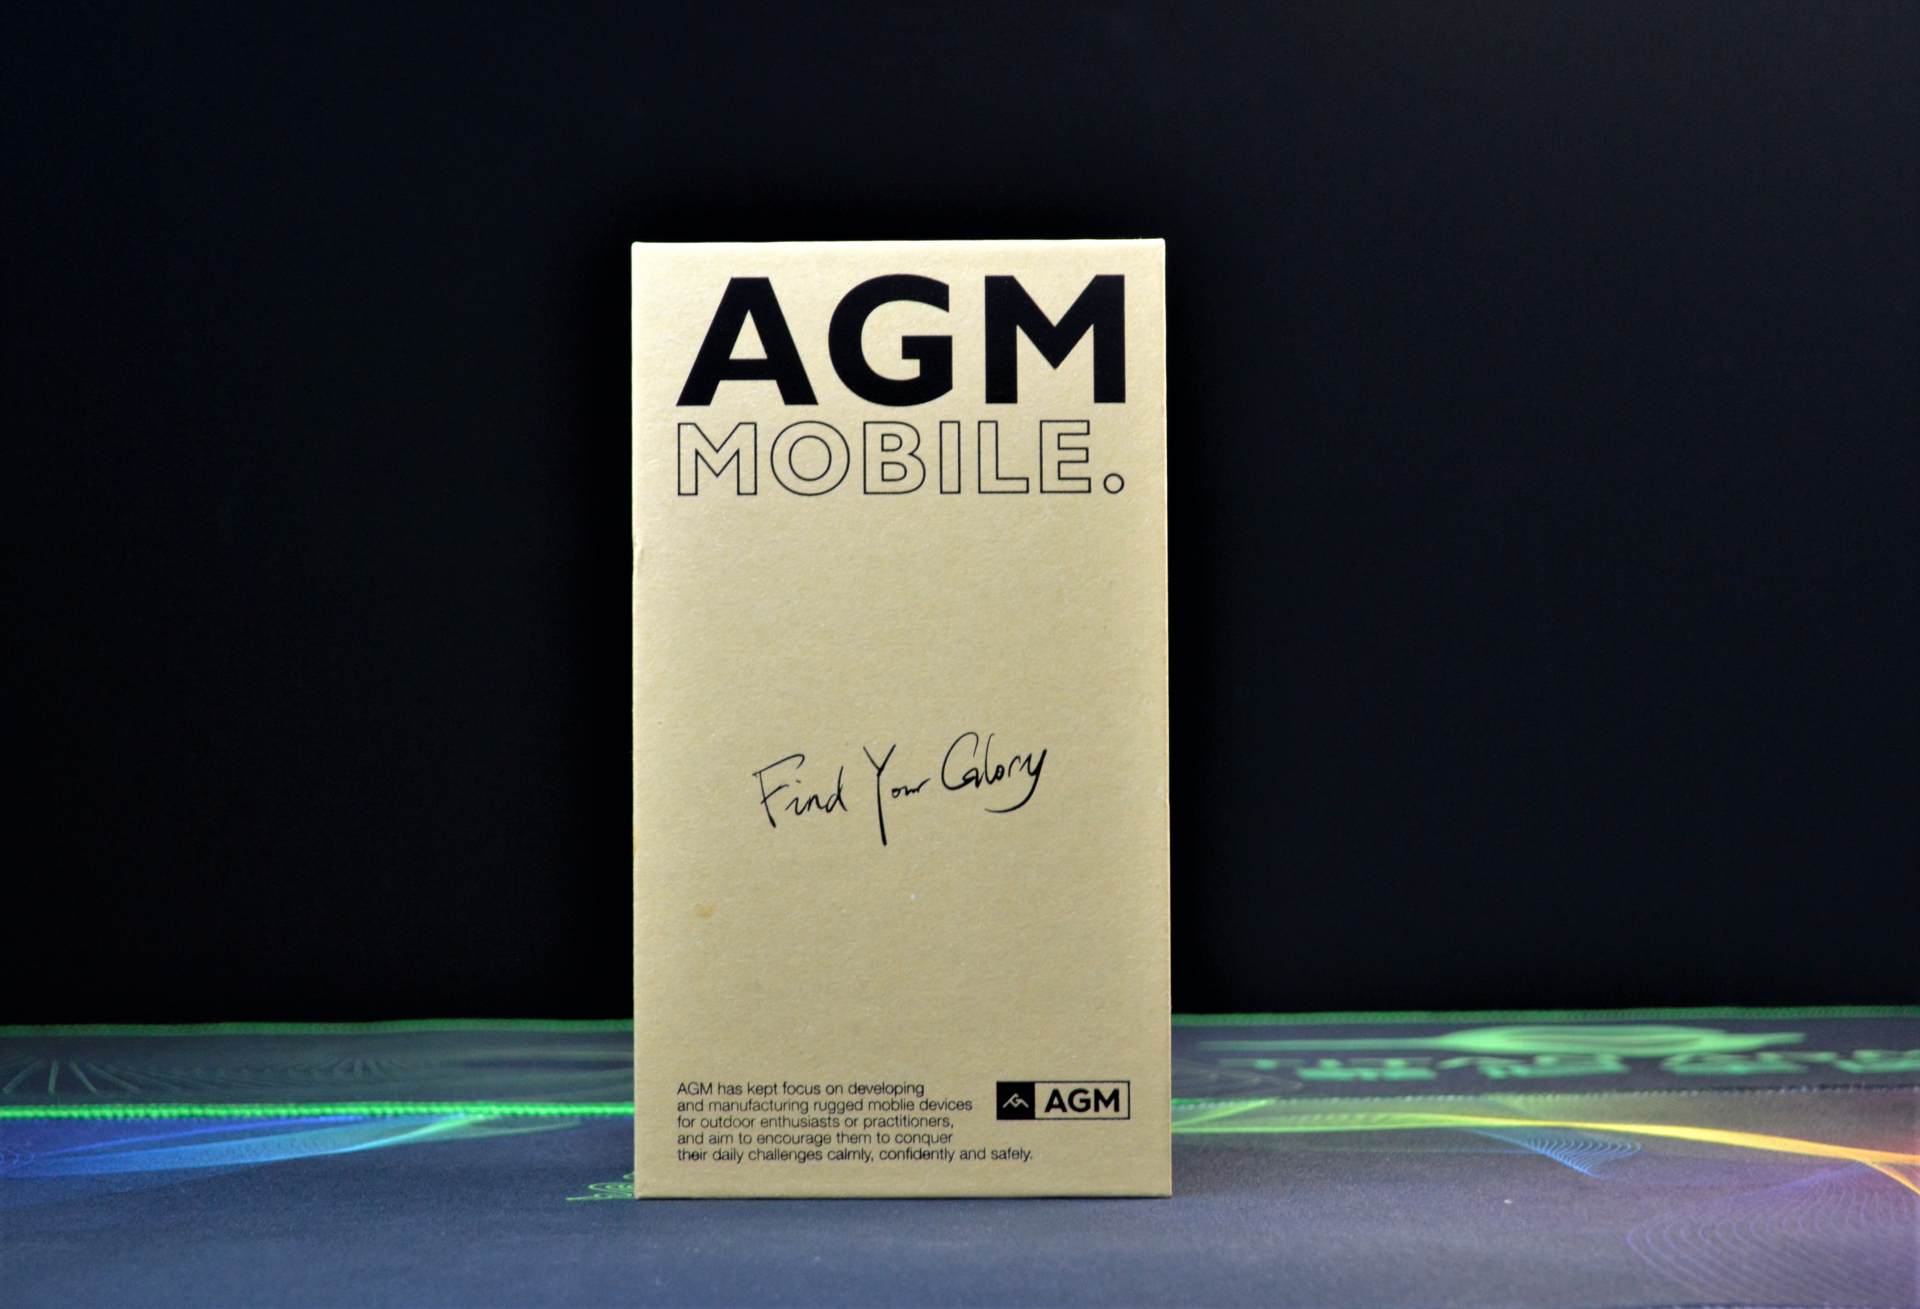 AGM
MOBILE.
Find Your Glory
AGM has kept focus on developing
and manufacturing rugged moblie devices
for outdoor enthusiasts or practitioners,
and aim to encourage them to conquer
their daily challenges calmly, confidently and safely.
AGM